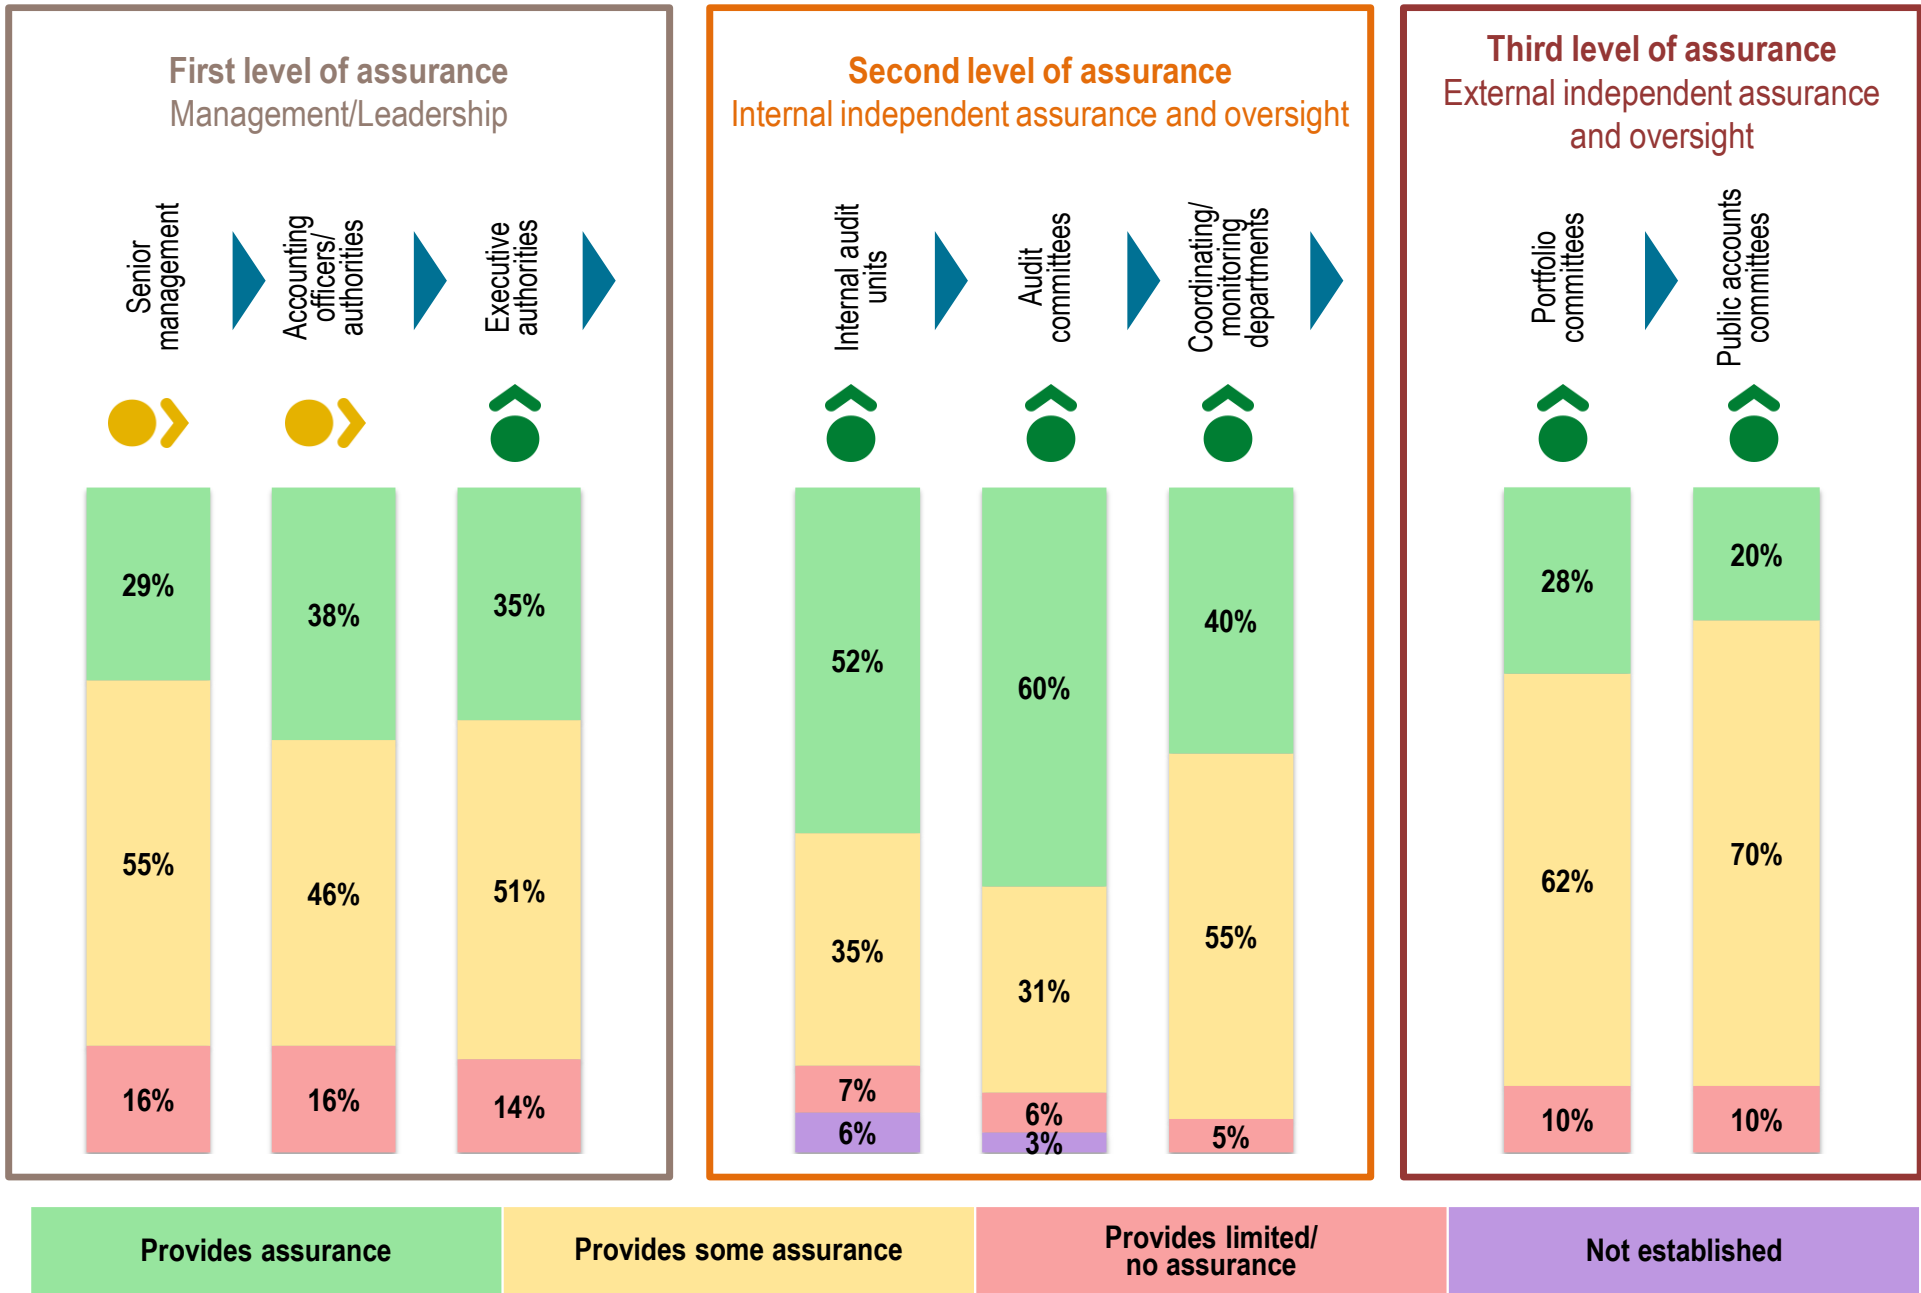 First level of assurance
Management/Leadership
Senior
management
Accounting
officers/
authorities
Executive
authorities
29%
55%
16%
38%
46%
16%
35%
51%
14%
Second level of assurance
Internal independent assurance and oversight
Internal audit
units
Audit
committees
Coordinating/
monitoring
departments
52%
35%
7%
6%
60%
31%
6%
3%
40%
55%
5%
Third level of assurance
External independent assurance
and oversight
Portfolio
committees
Public accounts
committees
28%
62%
10%
20%
70%
10%
Provides assurance
Provides some assurance
Provides limited/
no assurance
Not established